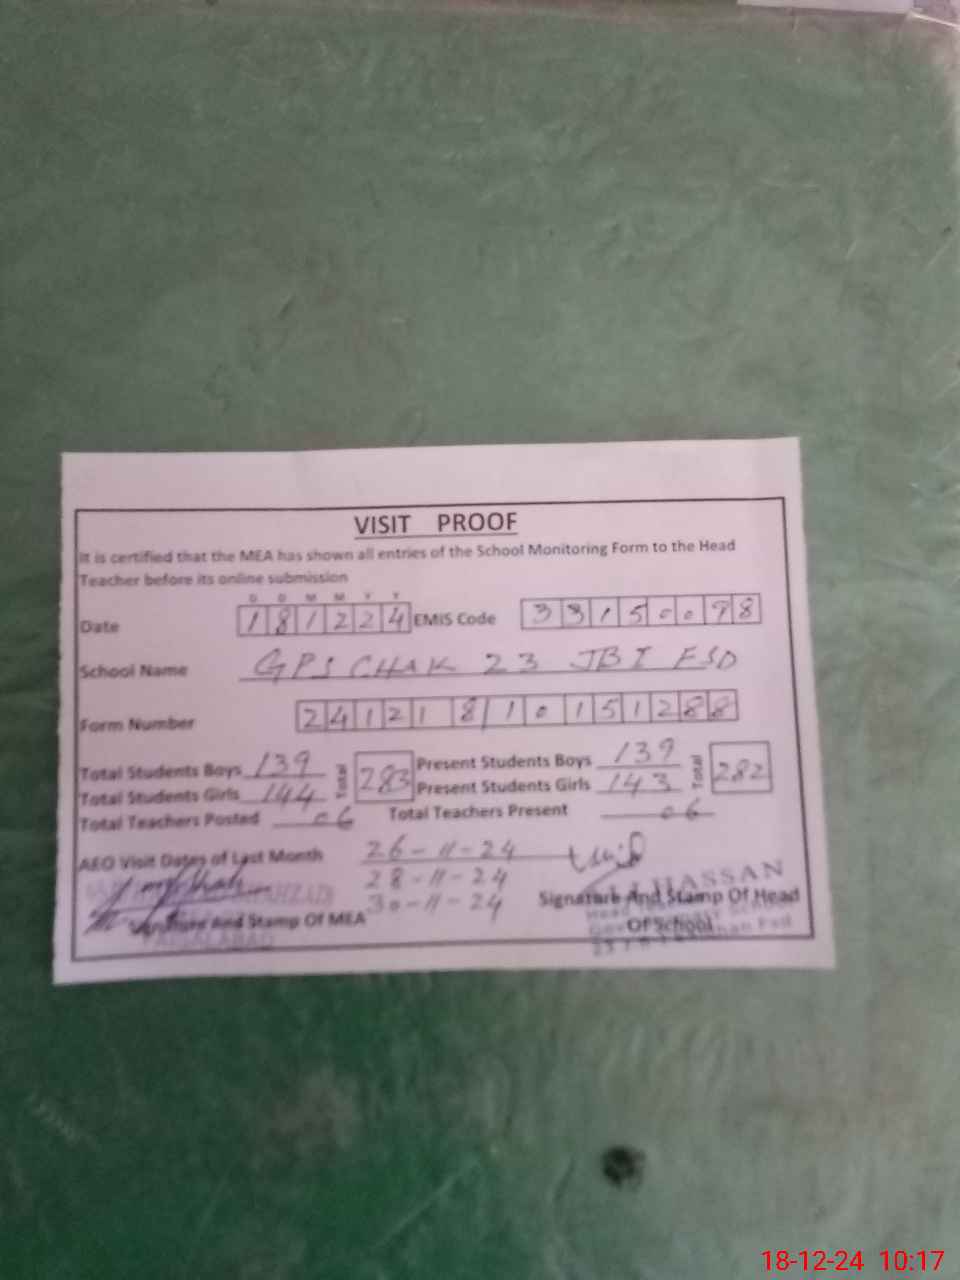 VISIT PROOF
It is certified that the MEA has shown all entries of the School Monitoring Form to the Head
Teacher before its online submission
D D M M Y Y
Date 181224 EMIS Code 33150098
School Name GPS CHAK 23 JBI FSD
Form Number 24121810151288
Total Students Boys 139 Total 283 Present Students Boys 139 Total 282
Total Students Girls 144 Present Students Girls 143
Total Teachers Posted 06 Total Teachers Present 06
AEO Visit Dates of Last Month 26-11-24
28-11-24
30-11-24
HASSAN
Signature And Stamp Of MEA
Signature And Stamp Of Head
Of School
FAISALABAD
18-12-24 10:17